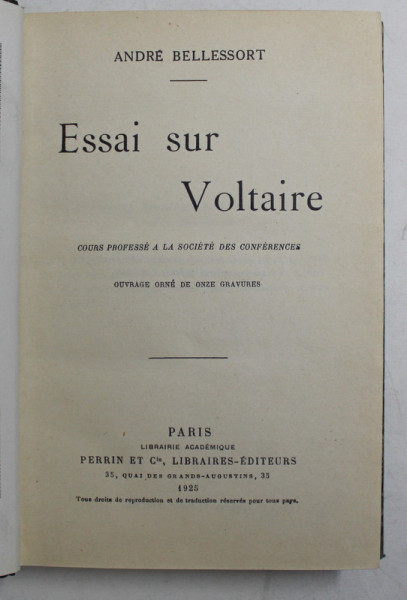 ANDRÉ BELLESSORT
Essai sur
Voltaire
COURS PROFESSÉ A LA SOCIÉTÉ DES CONFÉRENCES
OUVRAGE ORNÉ DE ONZE GRAVURES
PARIS
LIBRAIRIE ACADÉMIQUE
PERRIN ET Cie, LIBRAIRES-ÉDITEURS
35, QUAI DES GRANDS-AUGUSTINS, 35
1925
Tous droits de reproduction et de traduction réservés pour tous pays.